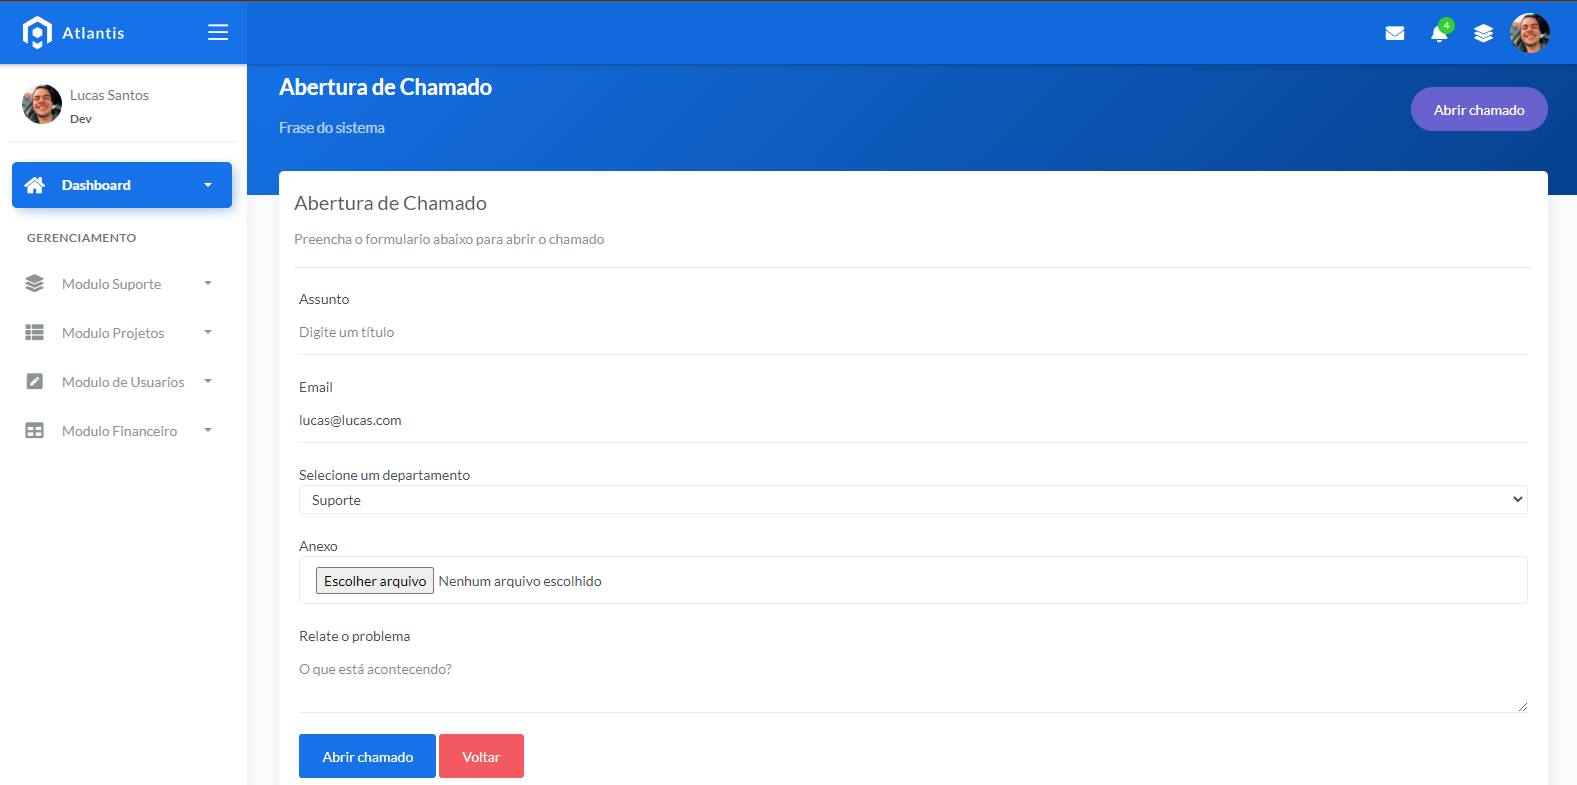 Atlantis
4
Lucas Santos
Dev
Dashboard
GERENCIAMENTO
Modulo Suporte
Modulo Projetos
Modulo de Usuarios
Modulo Financeiro
Abertura de Chamado
Frase do sistema
Abrir chamado
Abertura de Chamado
Preencha o formulario abaixo para abrir o chamado
Assunto
Digite um título
Email
lucas@lucas.com
Selecione um departamento
Suporte
Anexo
Escolher arquivo Nenhum arquivo escolhido
Relate o problema
O que está acontecendo?
Abrir chamado Voltar